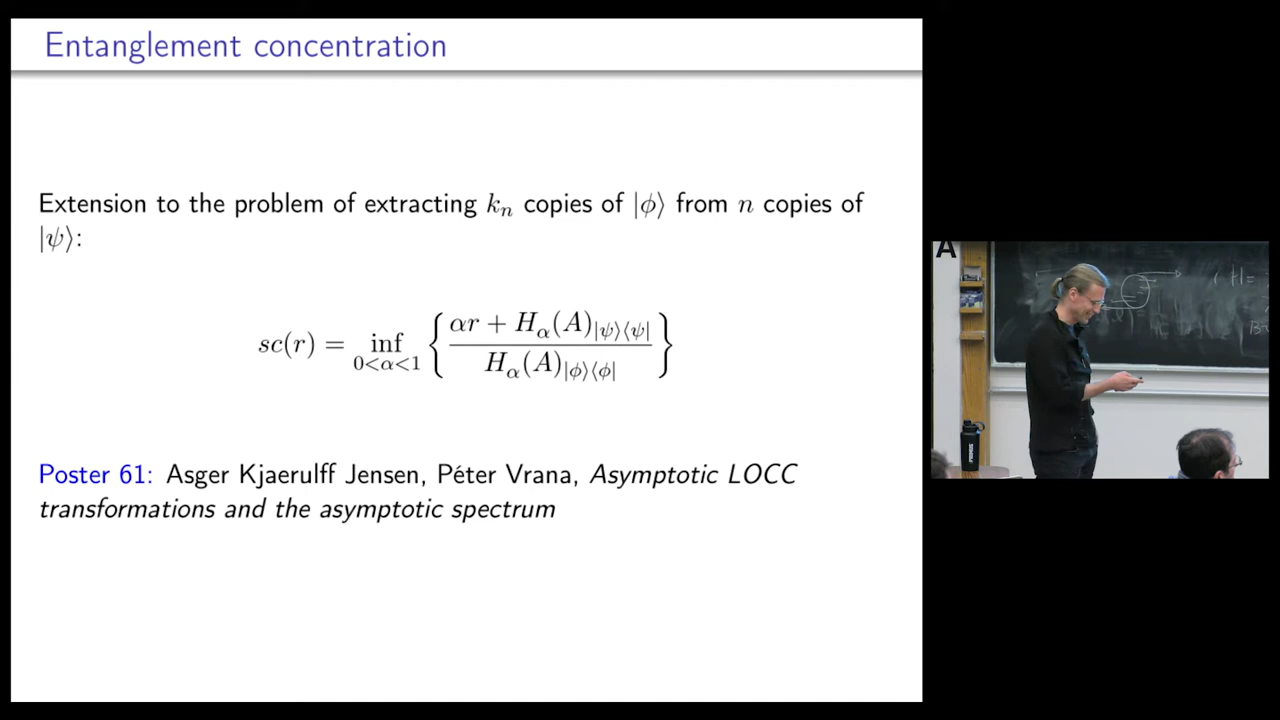 Entanglement concentration
Extension to the problem of extracting kₙ copies of |ϕ⟩ from n copies of
|ψ⟩:
sc(r) = inf_{0<α<1} { (αr + H_α(A)_{|ψ⟩⟨ψ|}) / (H_α(A)_{|ϕ⟩⟨ϕ|}) }
Poster 61: Asger Kjaerulff Jensen, Péter Vrana, Asymptotic LOCC
transformations and the asymptotic spectrum
A